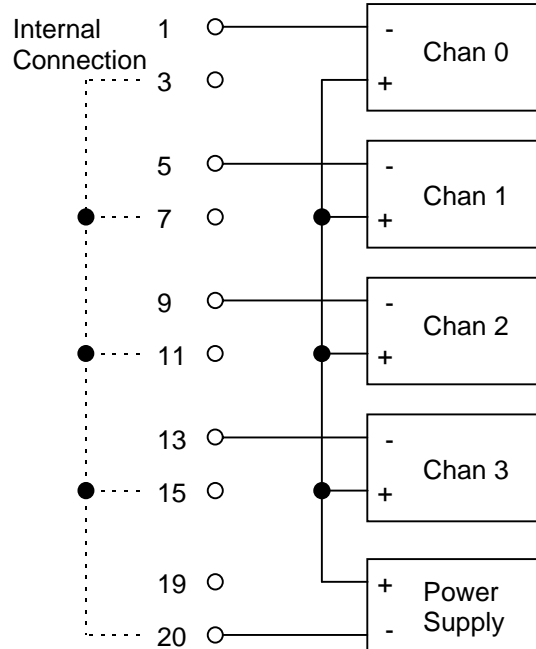 Internal
Connection
1
-
Chan 0
3
+
5
-
Chan 1
7
+
9
-
Chan 2
11
+
13
-
Chan 3
15
+
19
+
Power
Supply
20
-